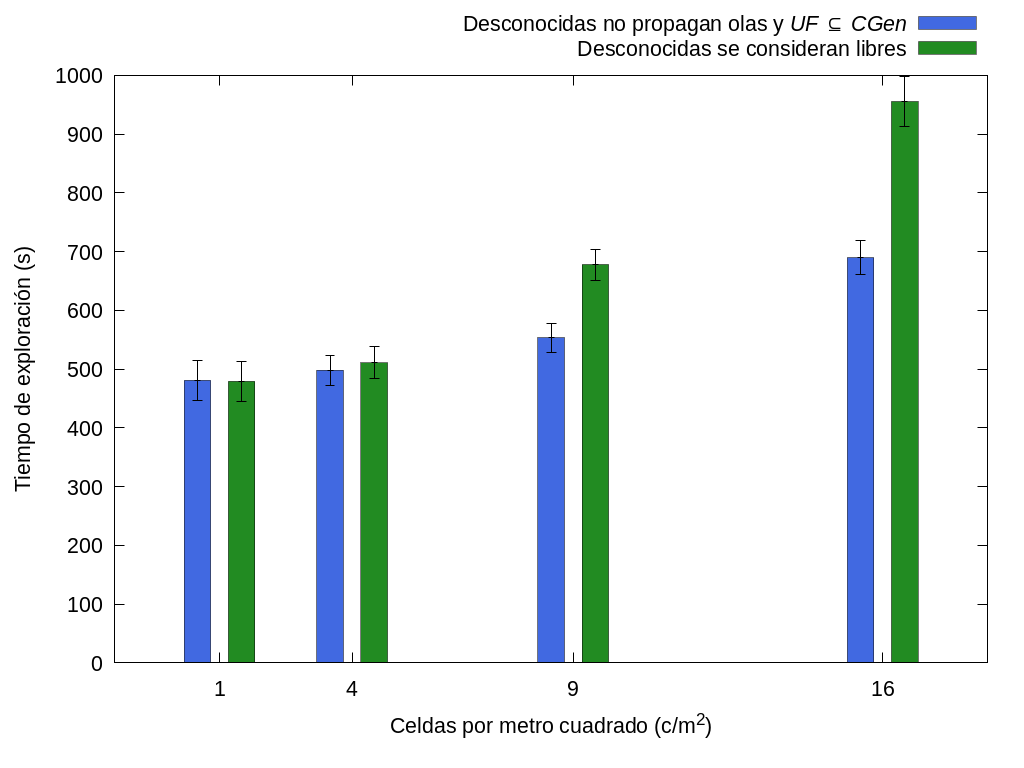 Desconocidas no propagan olas y UF ⊆ CGen
Desconocidas se consideran libres
1000
900
800
700
600
500
400
300
200
100
0
Tiempo de exploración (s)
1 4 9 16
Celdas por metro cuadrado (c/m²)